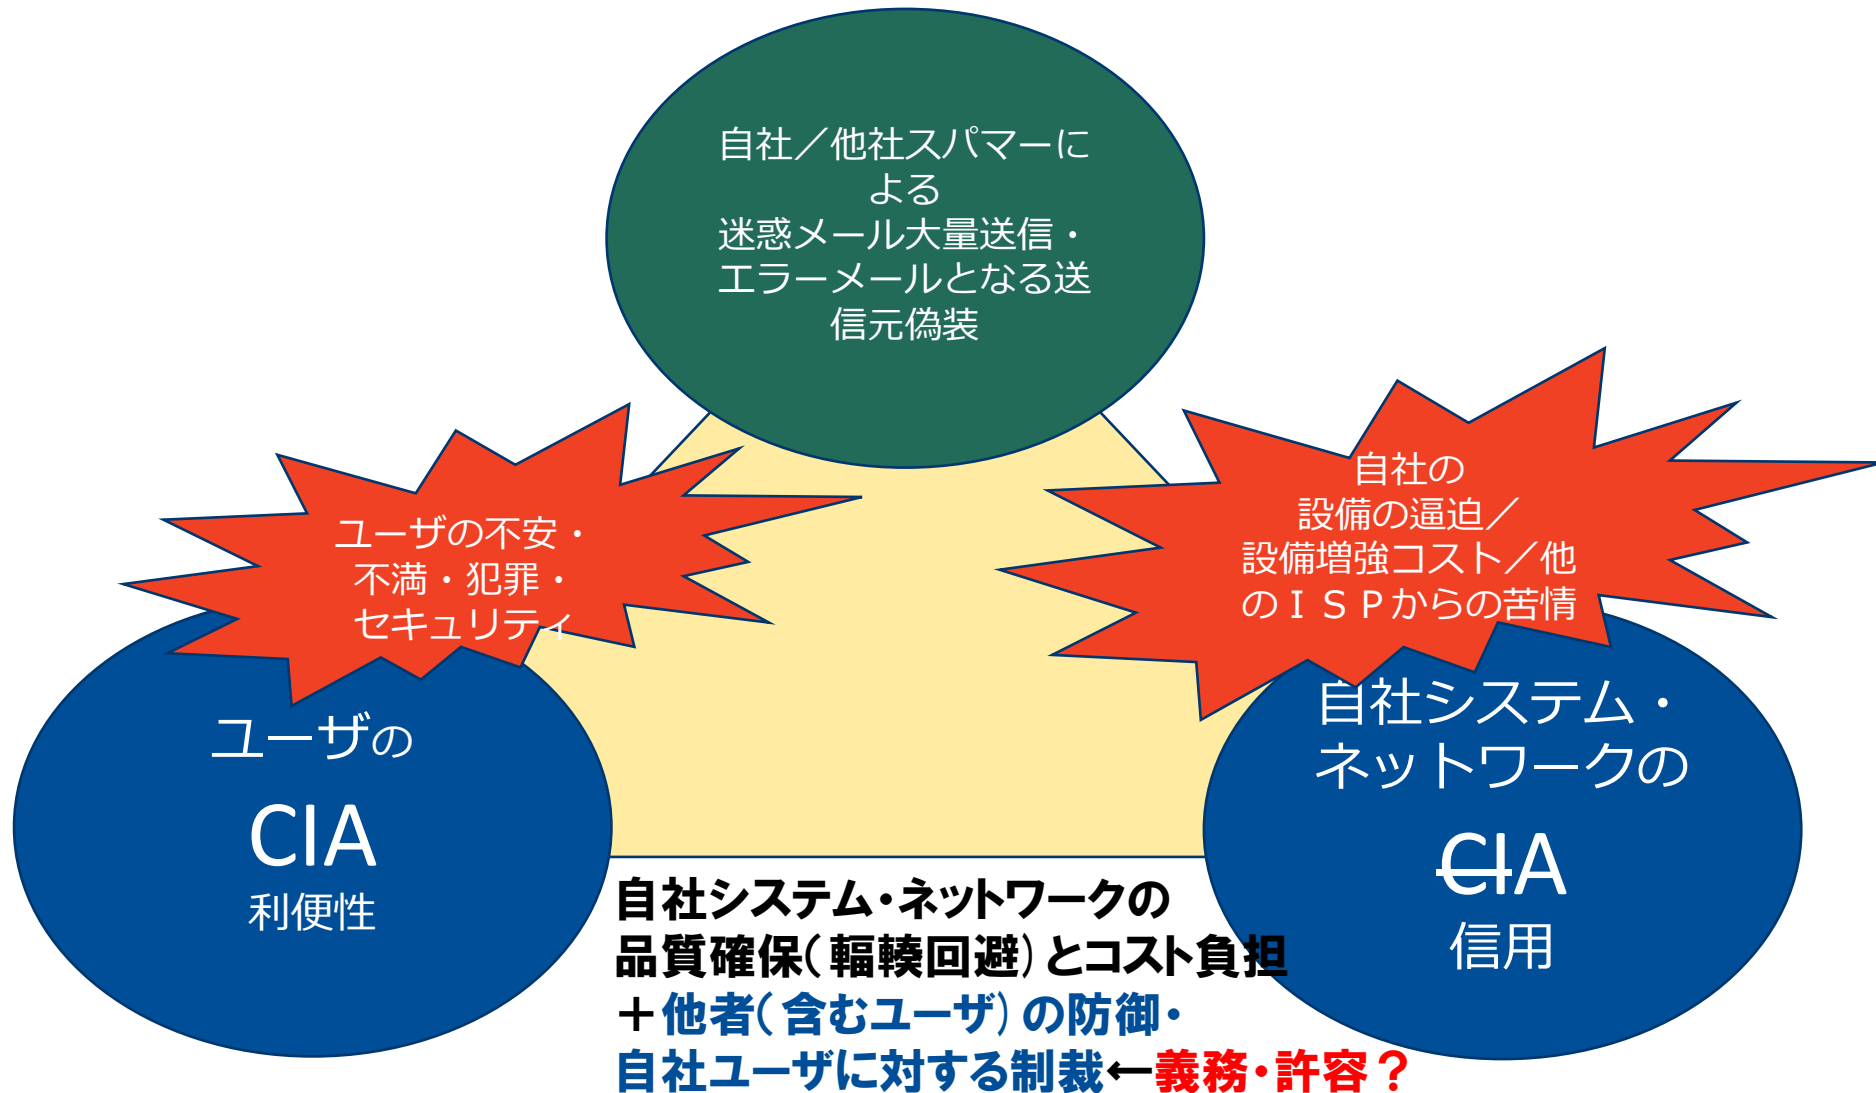 自社／他社スパマーに
よる
迷惑メール大量送信・
エラーメールとなる送
信元偽装
ユーザの不安・
不満・犯罪・
セキュリティ
自社の
設備の逼迫／
設備増強コスト／他
のＩＳＰからの苦情
ユーザの
CIA
利便性
自社システム・
ネットワークの
CIA
信用
自社システム・ネットワークの
品質確保（輻輳回避）とコスト負担
＋他者（含むユーザ）の防御・
自社ユーザに対する制裁←義務・許容？